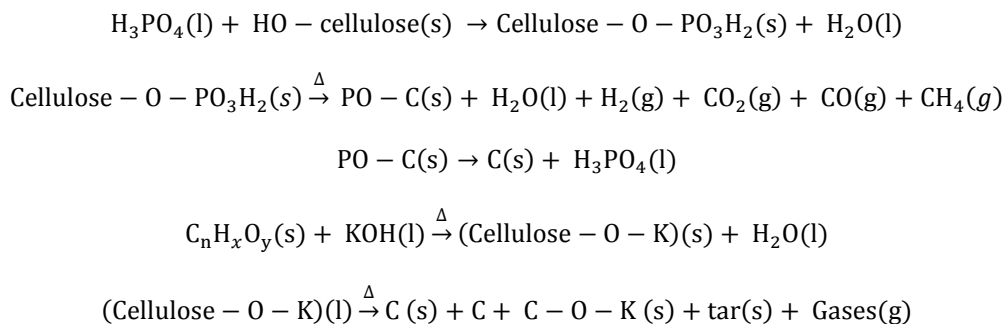 H₃PO₄(l) + HO − cellulose(s) → Cellulose − O − PO₃H₂(s) + H₂O(l)
Cellulose − O − PO₃H₂(s) →^Δ PO − C(s) + H₂O(l) + H₂(g) + CO₂(g) + CO(g) + CH₄(g)
PO − C(s) → C(s) + H₃PO₄(l)
CₙHₓOᵧ(s) + KOH(l) →^Δ (Cellulose − O − K)(s) + H₂O(l)
(Cellulose − O − K)(l) →^Δ C (s) + C + C − O − K (s) + tar(s) + Gases(g)